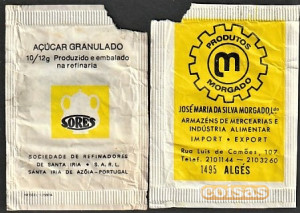 AÇÚCAR GRANULADO
10/12g Produzido e embalado
na refinaria
SORES
SOCIEDADE DE REFINADORES
DE SANTA IRIA • S.A.R.L.
SANTA IRIA DE AZÓIA-PORTUGAL
PRODUTOS
m
MORGADO
JOSÉ MARIA DA SILVA MORGADO, Lda
ARMAZÉNS DE MERCEARIAS E
INDÚSTRIA ALIMENTAR
IMPORT • EXPORT
Rua Luís de Camões, 107
Telef. 2101144 - 2103260
1495 ALGÉS
coisas